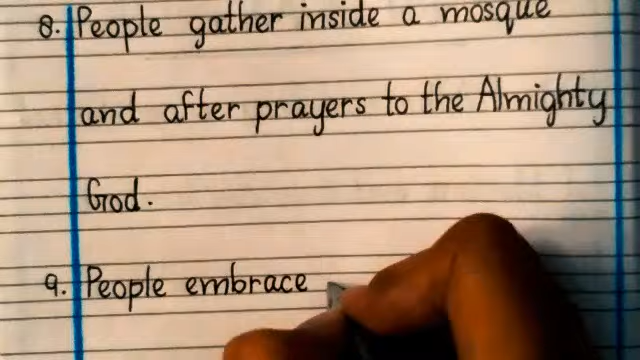 8. People gather inside a mosque
and after prayers to the Almighty
God.
9. People embrace